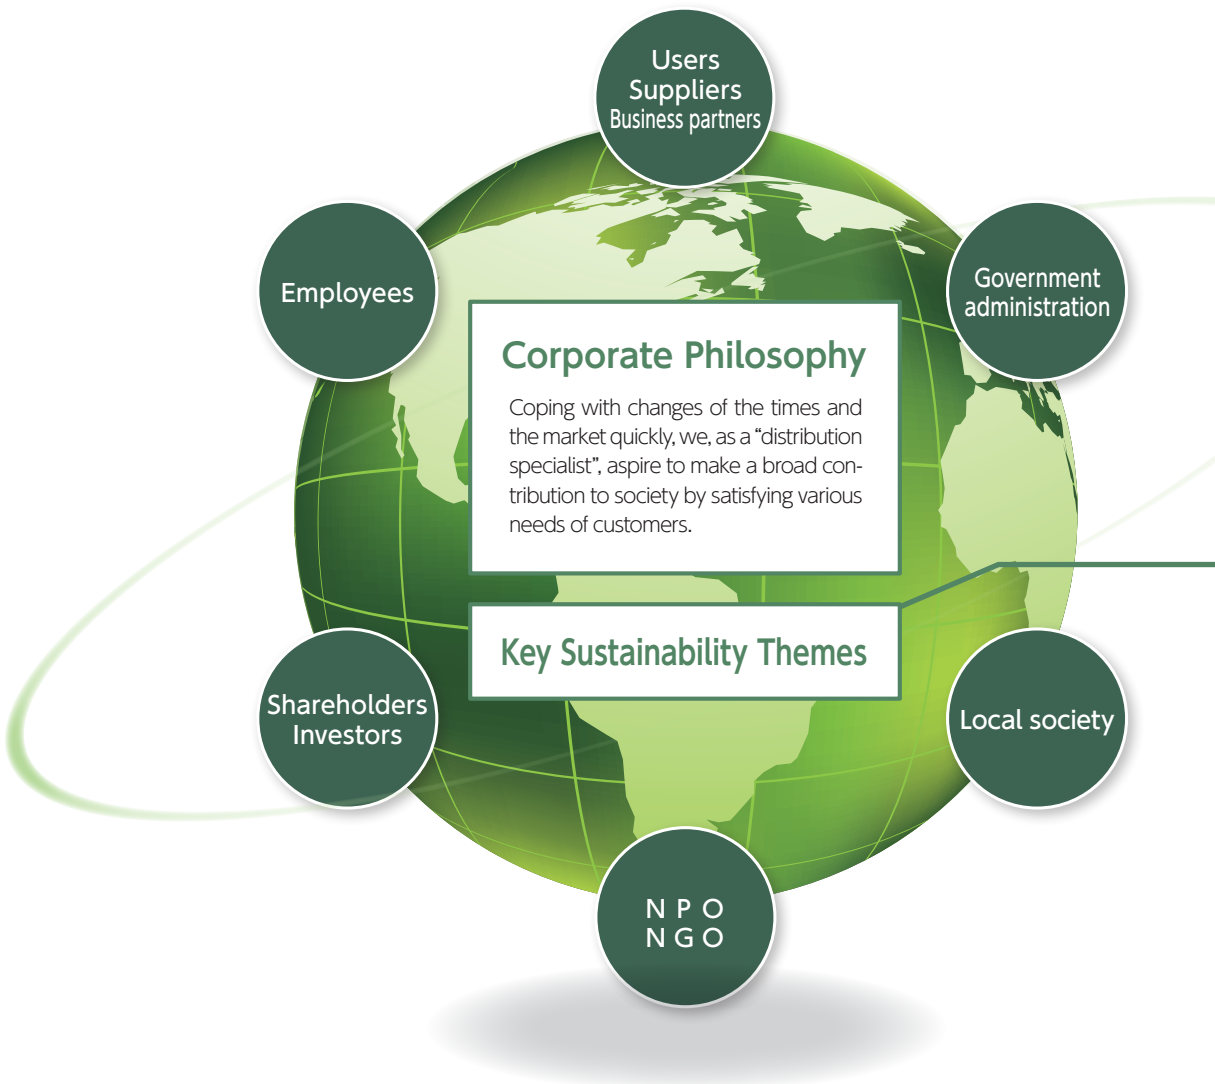 Users
Suppliers
Business partners
Employees
Government
administration
Corporate Philosophy
Coping with changes of the times and
the market quickly, we, as a “distribution
specialist”, aspire to make a broad con-
tribution to society by satisfying various
needs of customers.
Key Sustainability Themes
Shareholders
Investors
Local society
NPO
NGO